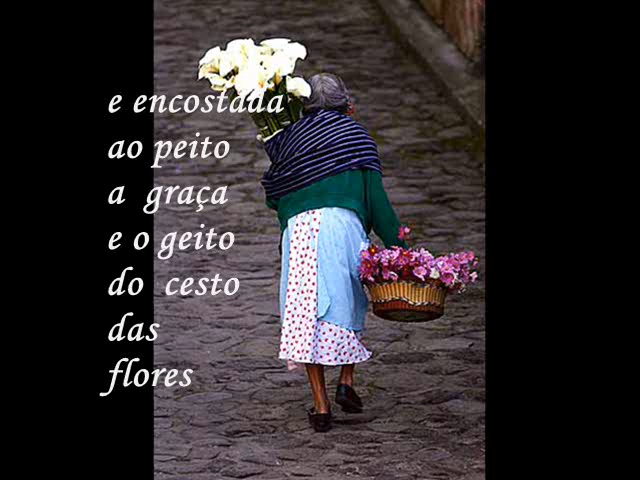 e encostada
ao peito
a graça
e o geito
do cesto
das
flores